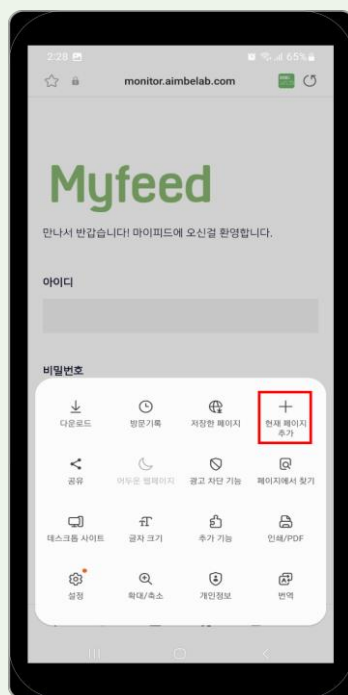 2:28
65%
monitor.aimbelab.com
Myfeed
만나서 반갑습니다! 마이피드에 오신걸 환영합니다.
아이디
비밀번호
다운로드
방문기록
저장한 페이지
현재 페이지
추가
공유
어두운 웹페이지
광고 차단 기능
페이지에서 찾기
데스크톱 사이트
글자 크기
추가 기능
인쇄/PDF
설정
확대/축소
개인정보
번역